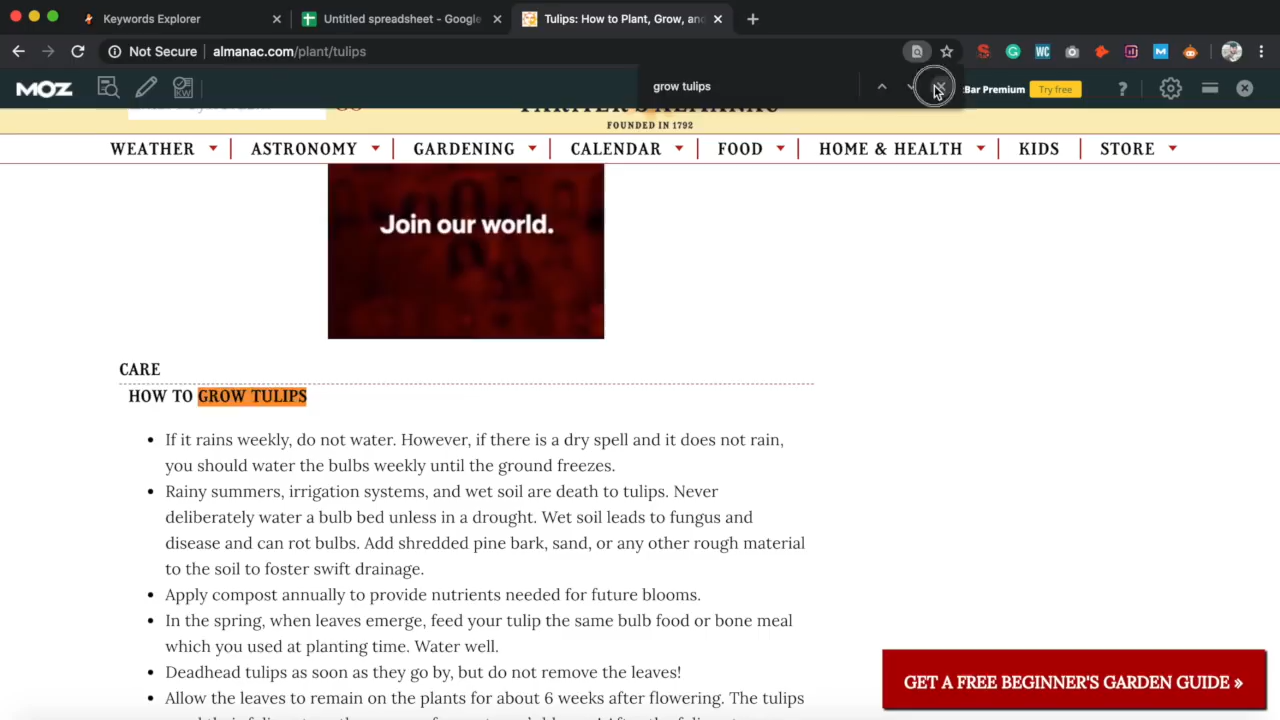 Keywords Explorer
Untitled spreadsheet - Google
Tulips: How to Plant, Grow, and
Not Secure
almanac.com/plant/tulips
WC
M
MOZ
KW
grow tulips
Bar Premium
Try free
?
FOUNDED IN 1792
WEATHER ASTRONOMY GARDENING CALENDAR FOOD HOME & HEALTH KIDS STORE
Join our world.
CARE
HOW TO GROW TULIPS
• If it rains weekly, do not water. However, if there is a dry spell and it does not rain,
you should water the bulbs weekly until the ground freezes.
• Rainy summers, irrigation systems, and wet soil are death to tulips. Never
deliberately water a bulb bed unless in a drought. Wet soil leads to fungus and
disease and can rot bulbs. Add shredded pine bark, sand, or any other rough material
to the soil to foster swift drainage.
• Apply compost annually to provide nutrients needed for future blooms.
• In the spring, when leaves emerge, feed your tulip the same bulb food or bone meal
which you used at planting time. Water well.
• Deadhead tulips as soon as they go by, but do not remove the leaves!
• Allow the leaves to remain on the plants for about 6 weeks after flowering. The tulips
GET A FREE BEGINNER'S GARDEN GUIDE »